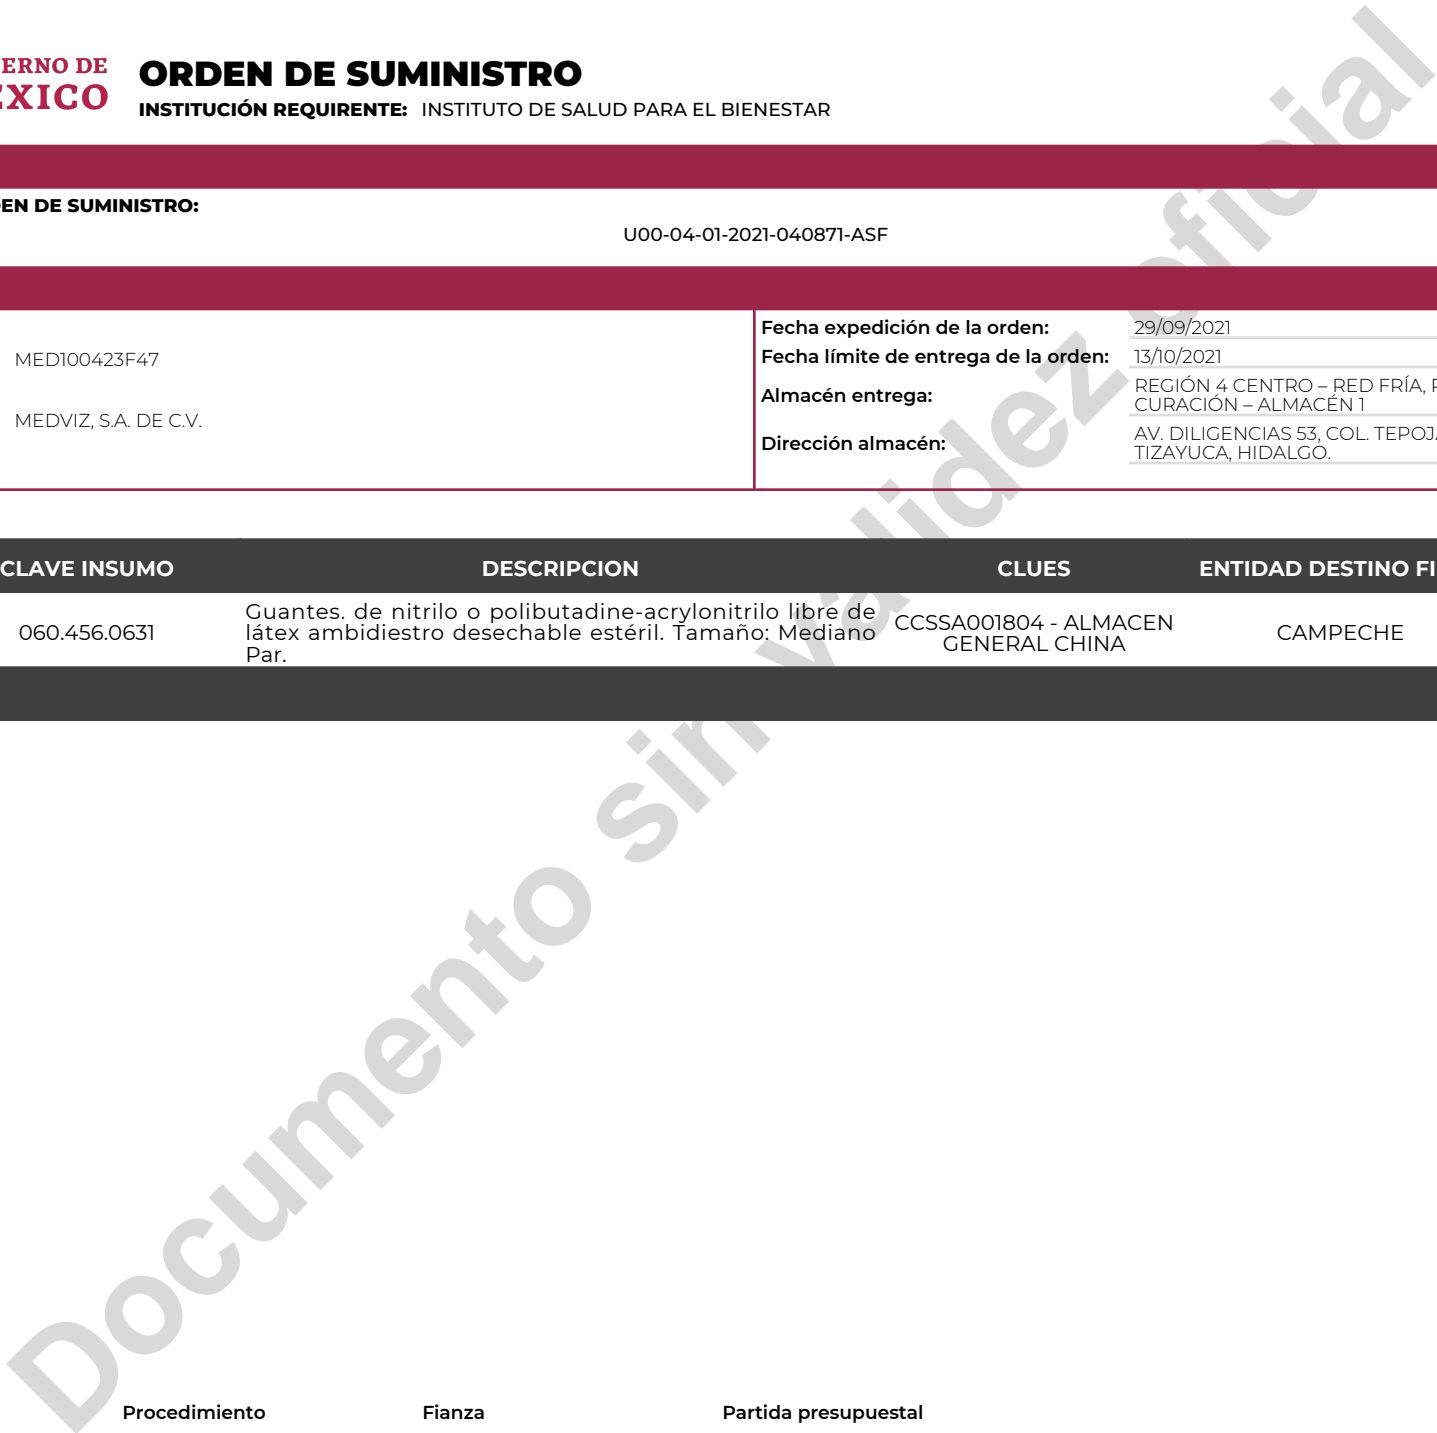 ERNO DE
EXICO
ORDEN DE SUMINISTRO
INSTITUCIÓN REQUIRENTE: INSTITUTO DE SALUD PARA EL BIENESTAR
EN DE SUMINISTRO:
U00-04-01-2021-040871-ASF
MED100423F47
MEDVIZ, S.A. DE C.V.
Fecha expedición de la orden: 29/09/2021
Fecha límite de entrega de la orden: 13/10/2021
Almacén entrega: REGIÓN 4 CENTRO – RED FRÍA,
CURACIÓN – ALMACÉN 1
Dirección almacén: AV. DILIGENCIAS 53, COL. TEPOJ
TIZAYUCA, HIDALGO.
CLAVE INSUMO DESCRIPCION CLUES ENTIDAD DESTINO FI
060.456.0631
Guantes. de nitrilo o polibutadine-acrylonitrilo libre de
látex ambidiestro desechable estéril. Tamaño: Mediano
Par.
CCSSA001804 - ALMACEN
GENERAL CHINA
CAMPECHE
Documento sin validez oficial
Procedimiento Fianza Partida presupuestal